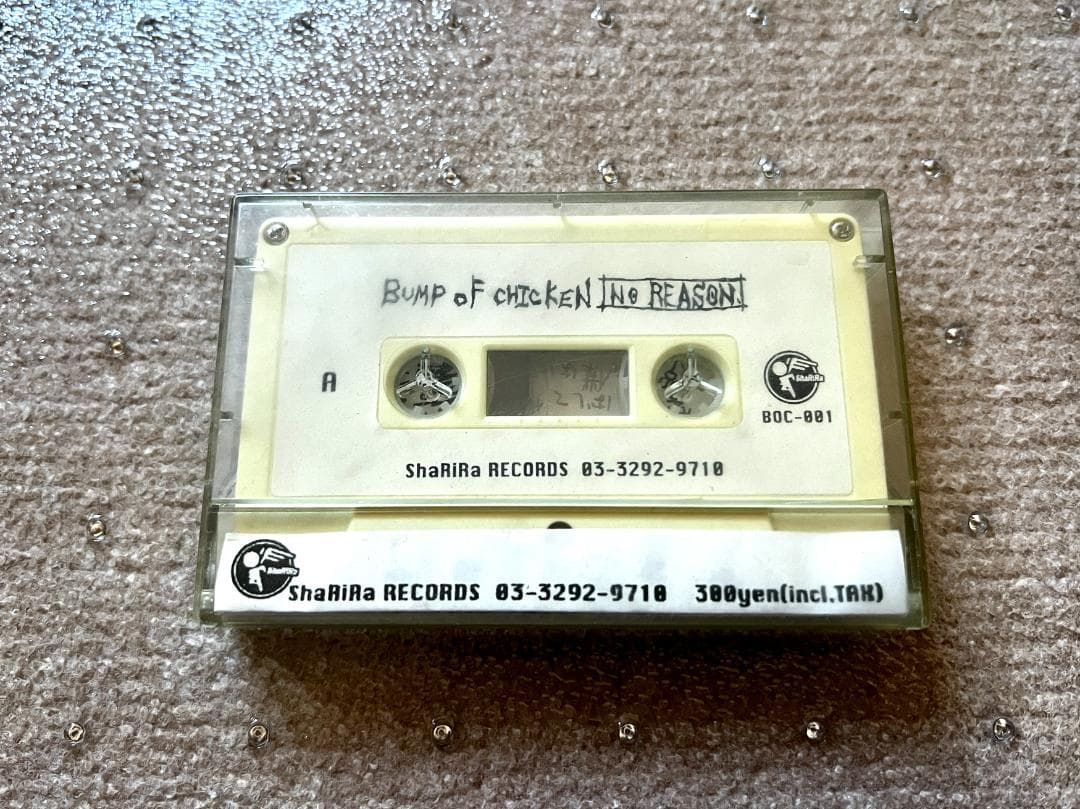 BUMP OF CHICKEN NO REASON
A
ShaRiRa
BOC-001
ShaRiRa RECORDS 03-3292-9710
ShaRiRa RECORDS 03-3292-9710 300yen(incl.TAX)